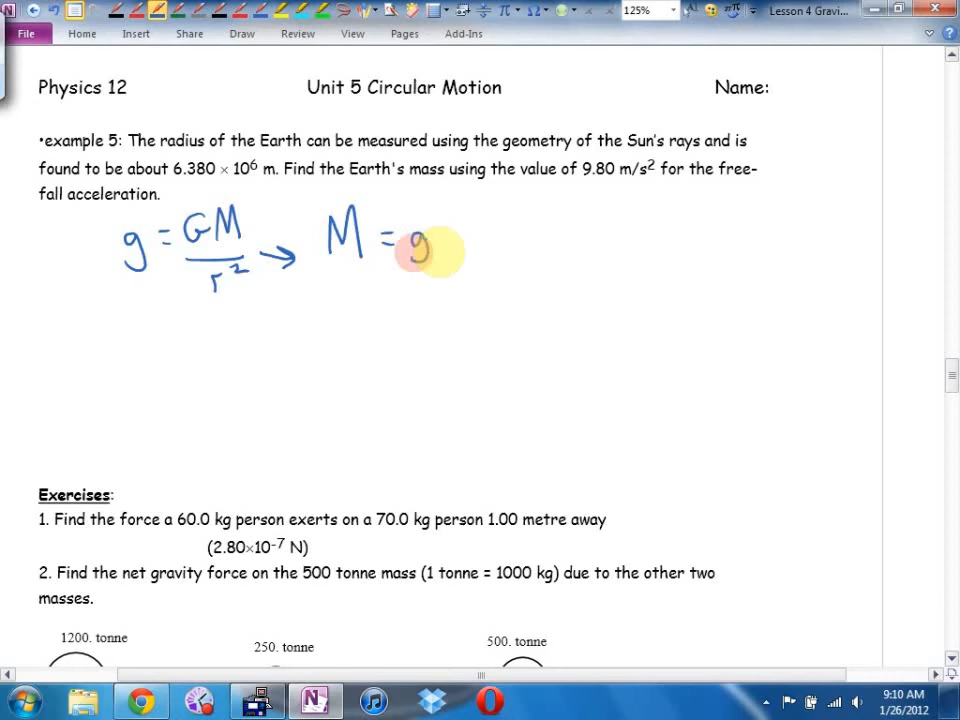 125%
Lesson 4 Gravi...
File Home Insert Share Draw Review View Pages Add-Ins
Physics 12 Unit 5 Circular Motion Name:
•example 5: The radius of the Earth can be measured using the geometry of the Sun's rays and is
found to be about 6.380 × 10⁶ m. Find the Earth's mass using the value of 9.80 m/s² for the free-
fall acceleration.
g = GM / r² → M = g
Exercises:
1. Find the force a 60.0 kg person exerts on a 70.0 kg person 1.00 metre away
(2.80×10⁻⁷ N)
2. Find the net gravity force on the 500 tonne mass (1 tonne = 1000 kg) due to the other two
masses.
1200. tonne 250. tonne 500. tonne
9:10 AM
1/26/2012